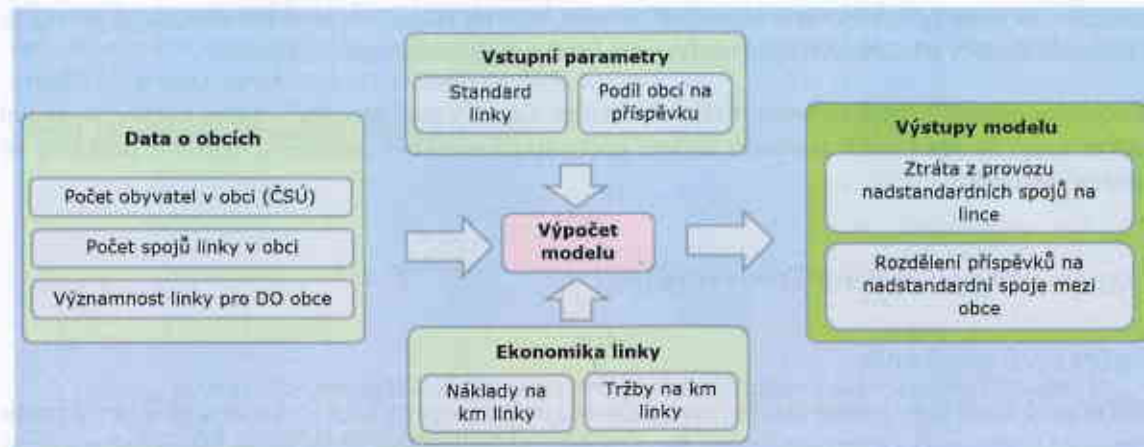 Data o obcích
Počet obyvatel v obci (ČSÚ)
Počet spojů linky v obci
Významnost linky pro DO obce
Vstupní parametry
Standard
linky
Podíl obcí na
příspěvku
Výpočet
modelu
Ekonomika linky
Náklady na
km linky
Tržby na km
linky
Výstupy modelu
Ztráta z provozu
nadstandardních spojů na
lince
Rozdělení příspěvků na
nadstandardní spoje mezi
obce